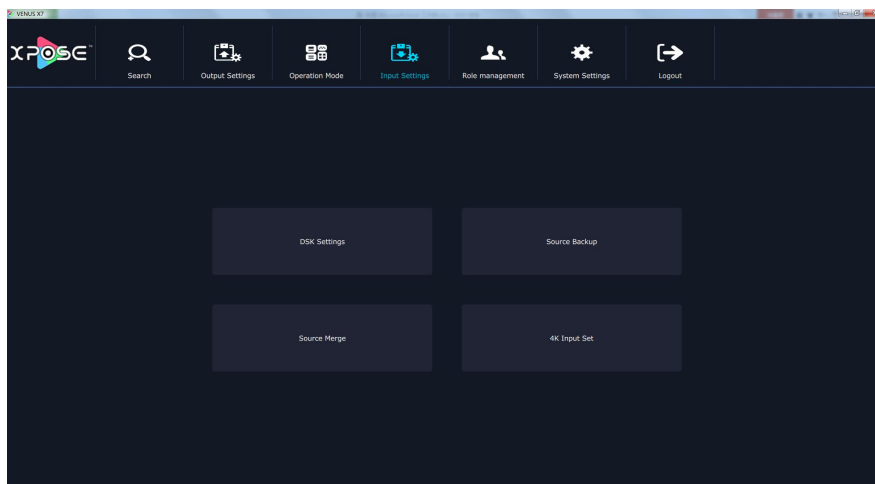 VENUS X7
XPOSE™
Search
Output Settings
Operation Mode
Input Settings
Role management
System Settings
Logout
DSK Settings
Source Backup
Source Merge
4K Input Set